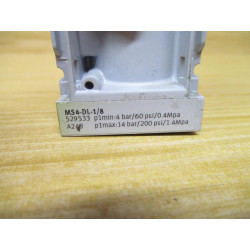 MS4-DL-1/8
529533 p1min:4 bar/60 psi/0.4Mpa
p1max:14 bar/200 psi/1.4Mpa